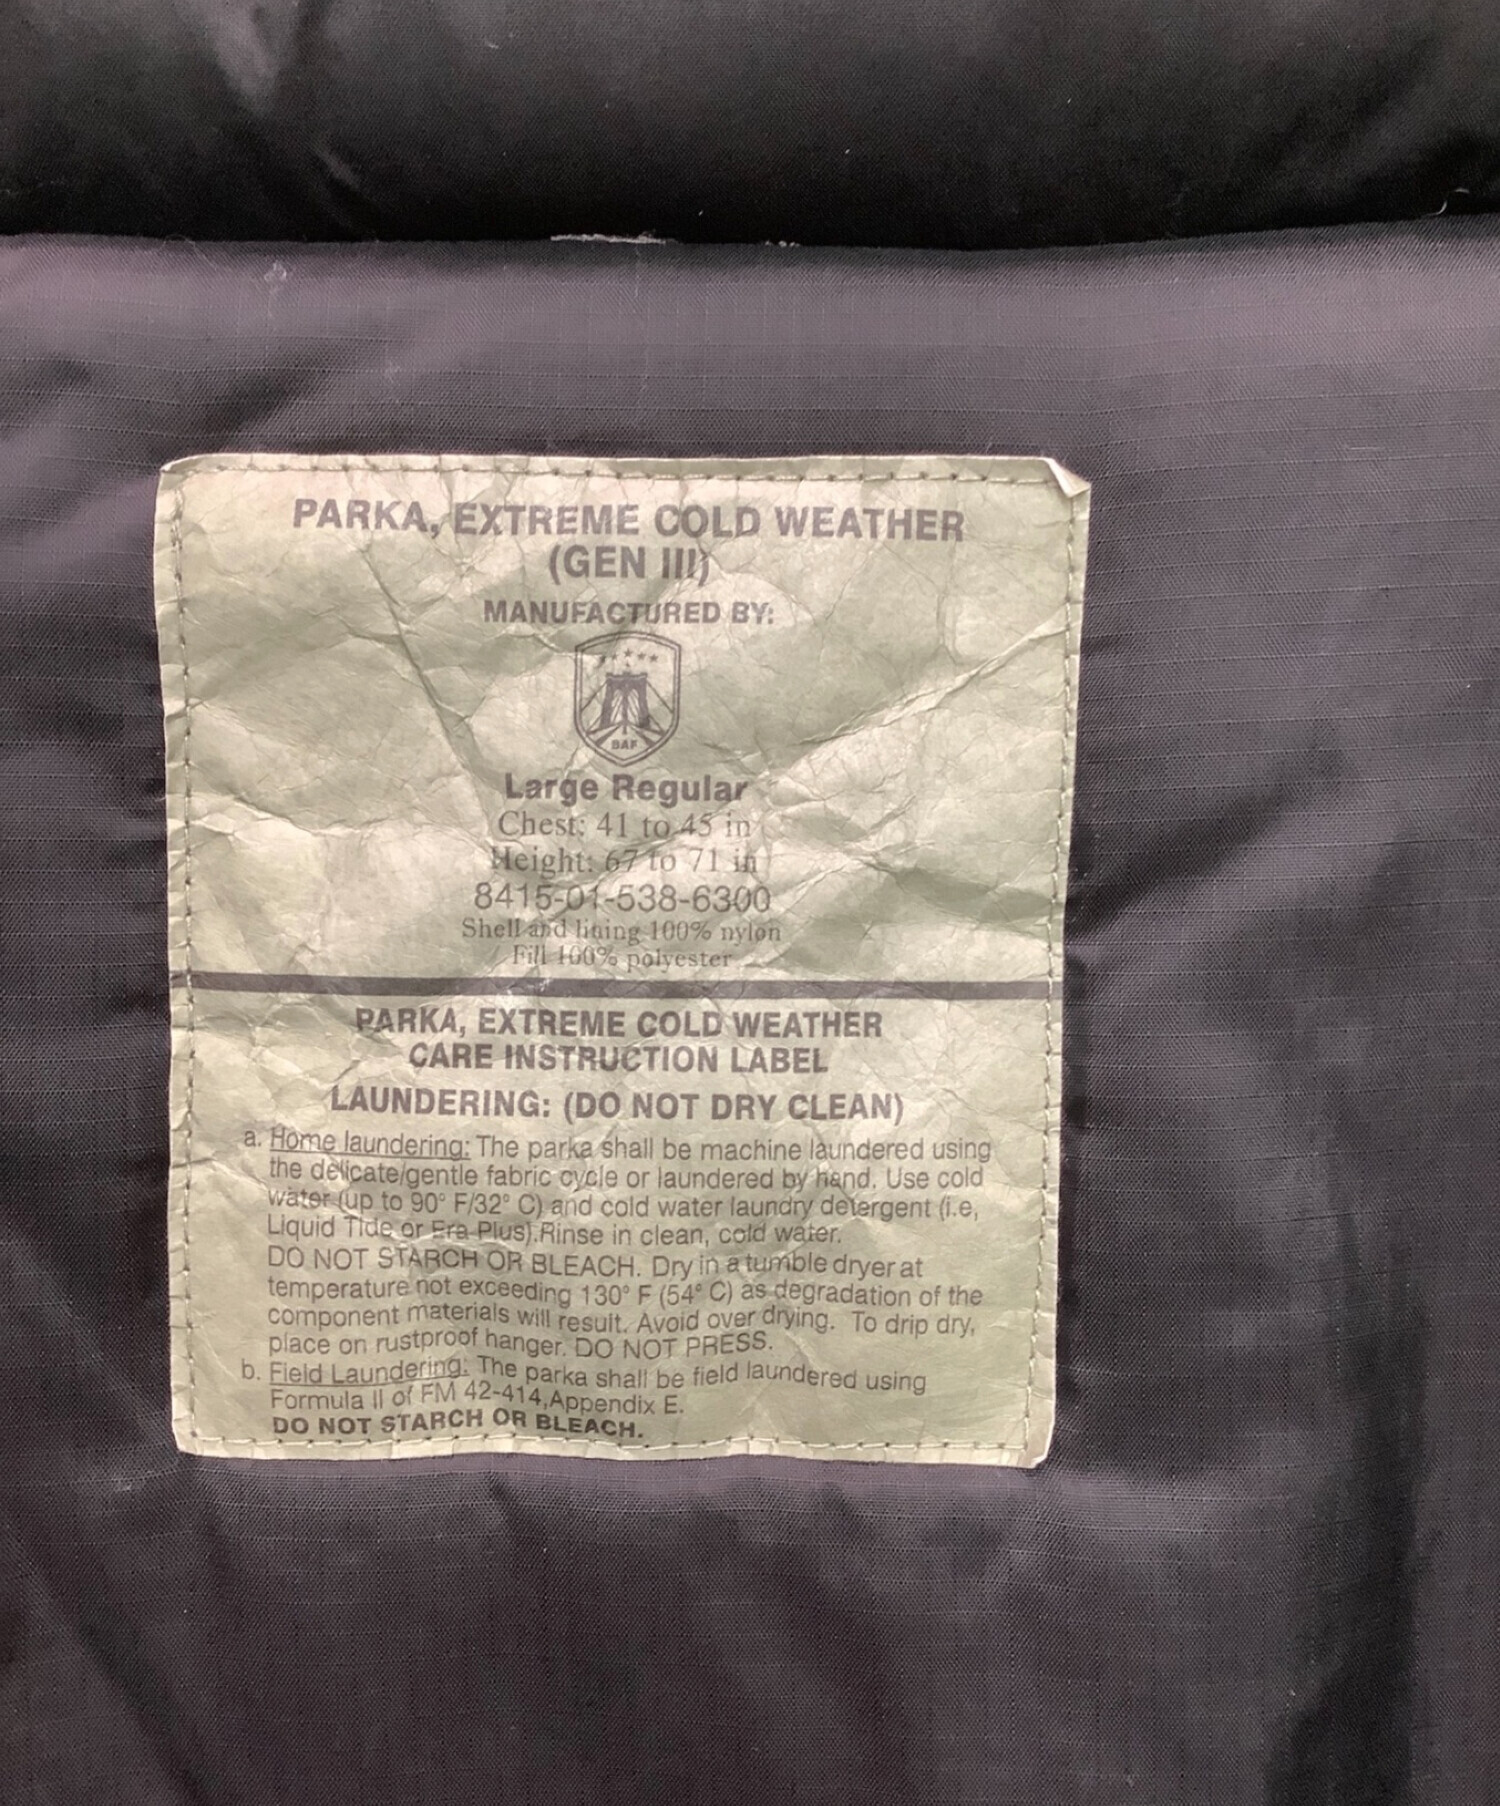 PARKA, EXTREME COLD WEATHER
(GEN III)
MANUFACTURED BY:
BAF
Large Regular
Chest: 41 to 45 in
Height: 67 to 71 in
8415-01-538-6300
Shell and lining 100% nylon
Fill 100% polyester
PARKA, EXTREME COLD WEATHER
CARE INSTRUCTION LABEL
LAUNDERING: (DO NOT DRY CLEAN)
a. Home laundering: The parka shall be machine laundered using
the delicate/gentle fabric cycle or laundered by hand. Use cold
water (up to 90° F/32° C) and cold water laundry detergent (i.e,
Liquid Tide or Era Plus).Rinse in clean, cold water.
DO NOT STARCH OR BLEACH. Dry in a tumble dryer at
temperature not exceeding 130° F (54° C) as degradation of the
component materials will result. Avoid over drying. To drip dry,
place on rustproof hanger. DO NOT PRESS.
b. Field Laundering: The parka shall be field laundered using
Formula II of FM 42-414,Appendix E.
DO NOT STARCH OR BLEACH.